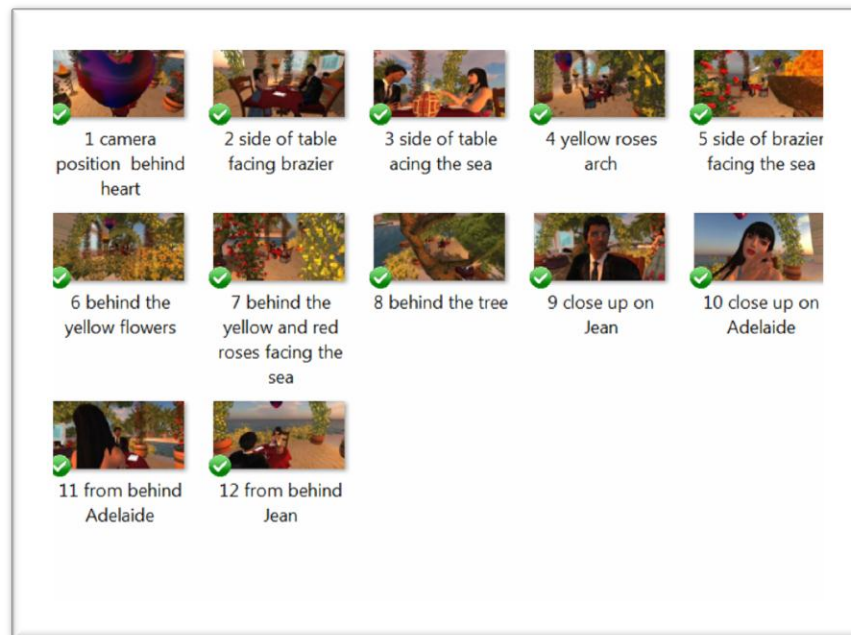 1 camera
position  behind
heart
2 side of table
facing brazier
3 side of table
acing the sea
4 yellow roses
arch
5 side of brazier
facing the sea
6 behind the
yellow flowers
7 behind the
yellow and red
roses facing the
sea
8 behind the tree
9 close up on
Jean
10 close up on
Adelaide
11 from behind
Adelaide
12 from behind
Jean